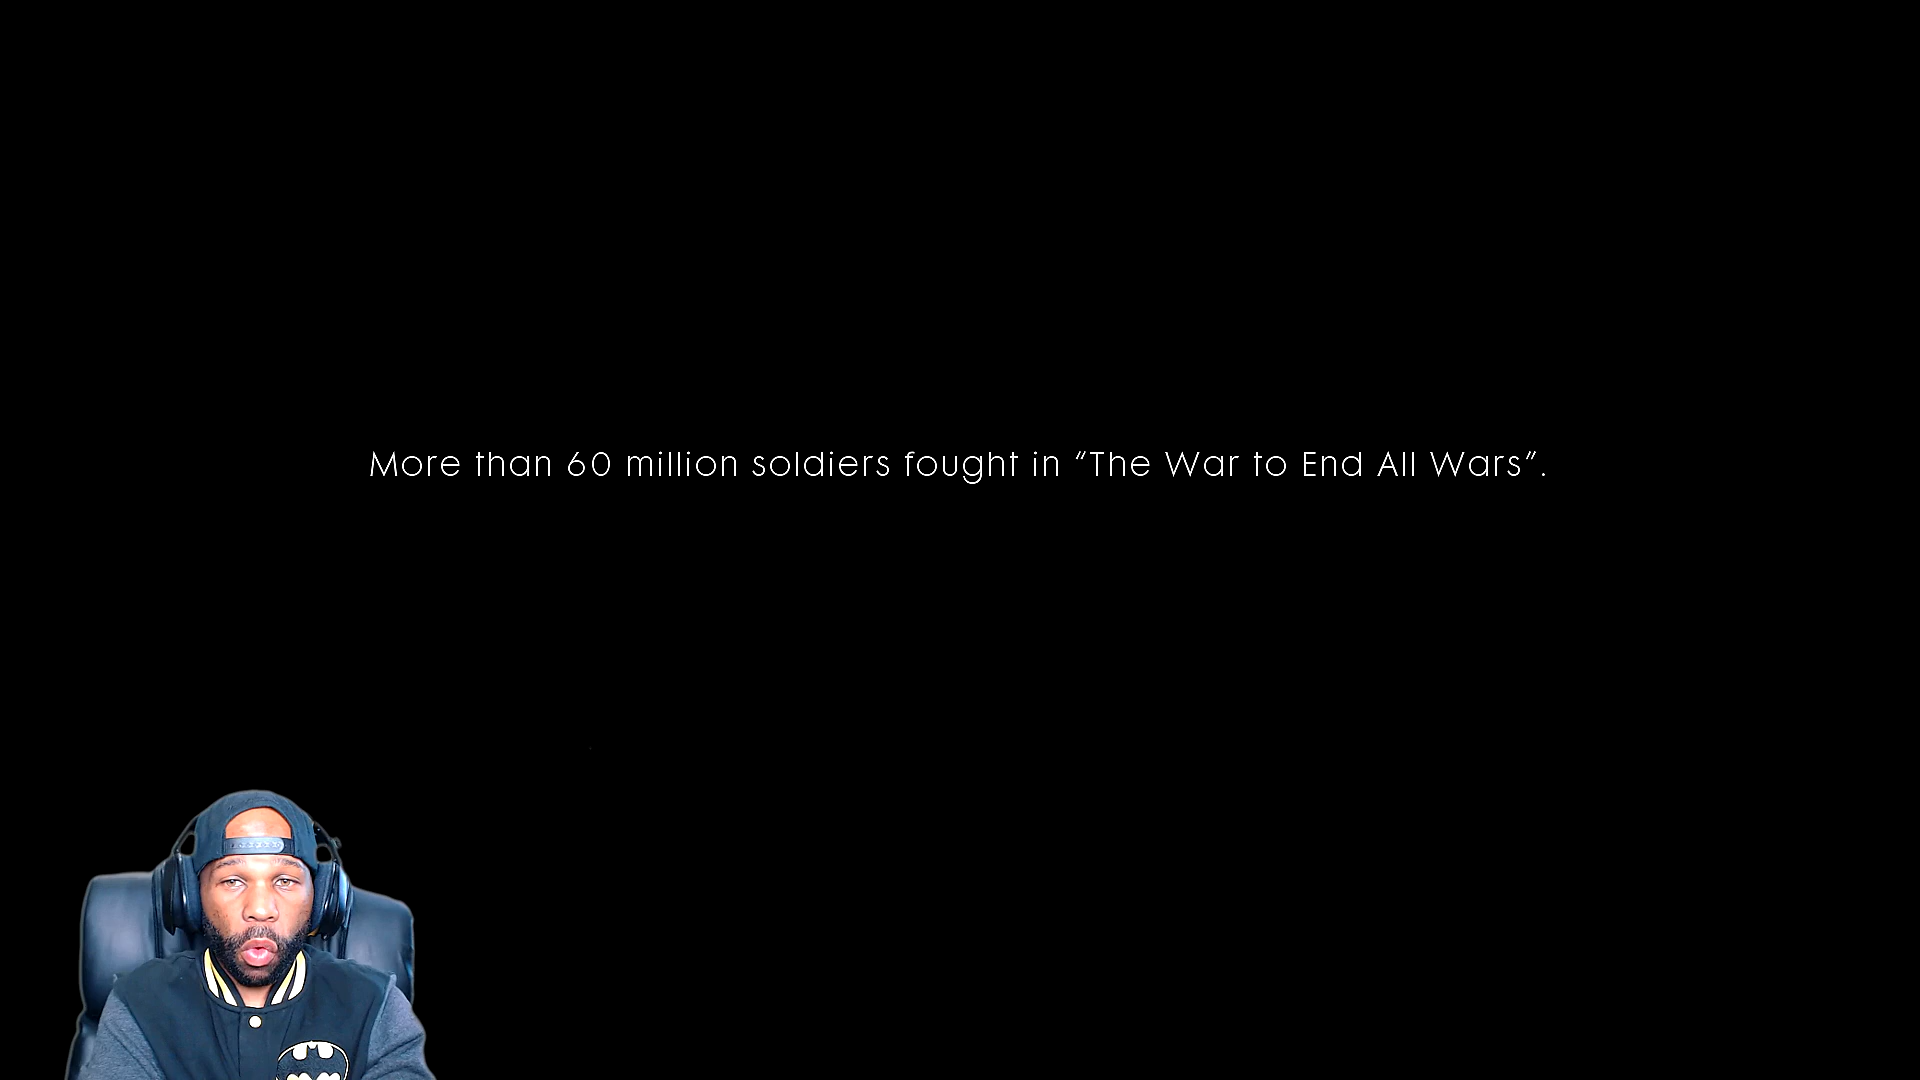 More than 60 million soldiers fought in “The War to End All Wars”.